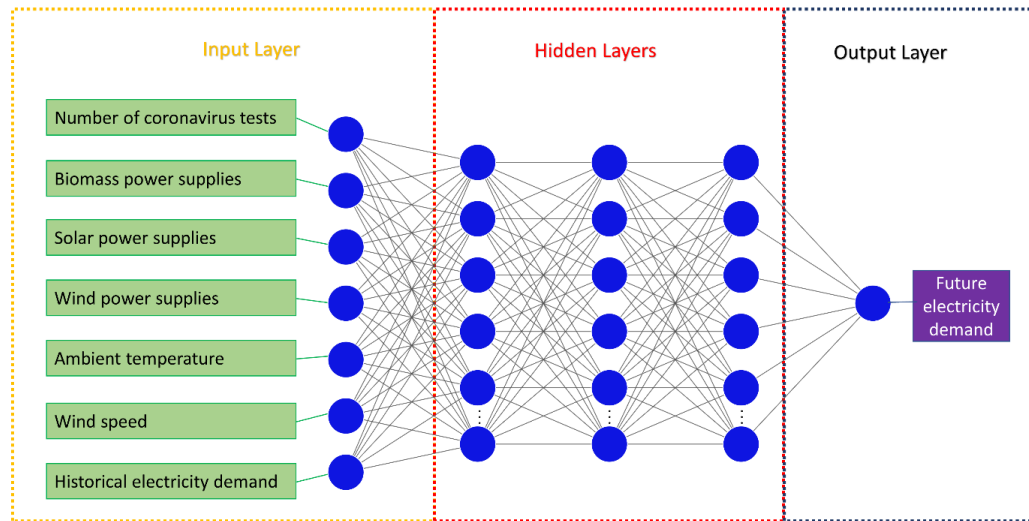 Input Layer
Hidden Layers
Output Layer
Number of coronavirus tests
Biomass power supplies
Solar power supplies
Wind power supplies
Ambient temperature
Wind speed
Historical electricity demand
Future
electricity
demand